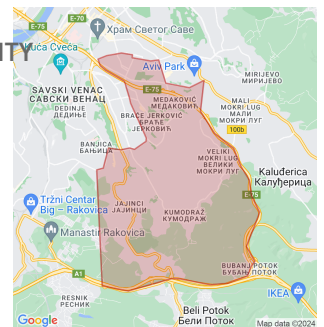 Храм Светог Саве
E-75
ITY
Kuća Cveća
Aviv Park
MIRIJEVO
МИРИЈЕВО
SAVSKI VENAC
САВСКИ ВЕНАЦ
DEDINJE
ДЕДИЊЕ
MEDAKOVIĆ
МЕДАКОВИЋ
MALI
MOKRI LUG
МАЛИ
МОКРИ ЛУГ
BRAĆE JERKOVIĆ
БРАЋЕ
ЈЕРКОВИЋ
100b
BANJICA
БАЊИЦА
VELIKI
MOKRI LUG
ВЕЛИКИ
МОКРИ ЛУГ
Kaluđerica
Калуђерица
E-75
Tržni Centar
Big – Rakovica
JAJINCI
ЈАЈИНЦИ
KUMODRAŽ
КУМОДРАЖ
Manastir Rakovica
A1
BUBANJ POTOK
БУБАЊ ПОТОК
RESNIK
РЕСНИК
IKEA
Beli Potok
Бели Поток
Google
Map data ©2024